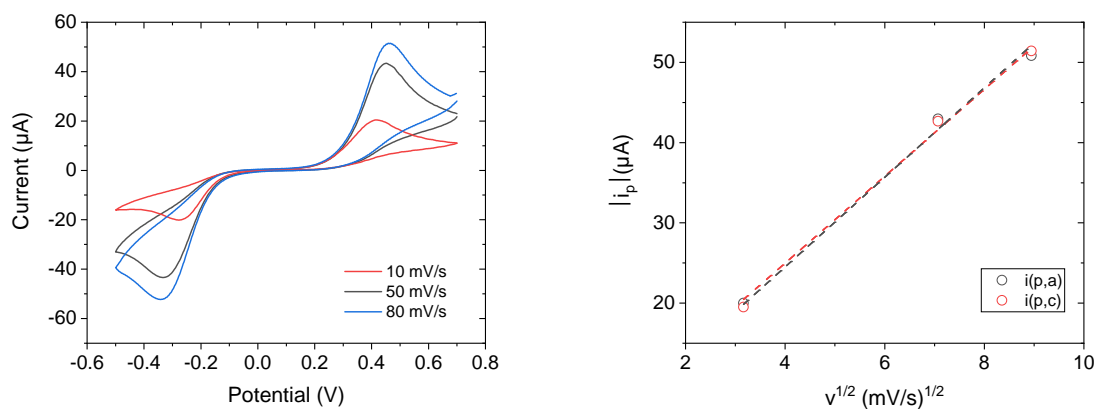 60
40
20
0
-20
-40
-60
Current (µA)
-0.6 -0.4 -0.2 0.0 0.2 0.4 0.6 0.8
Potential (V)
10 mV/s
50 mV/s
80 mV/s
50
40
30
20
|i_p| (µA)
2 4 6 8 10
v^{1/2} (mV/s)^{1/2}
i(p,a)
i(p,c)